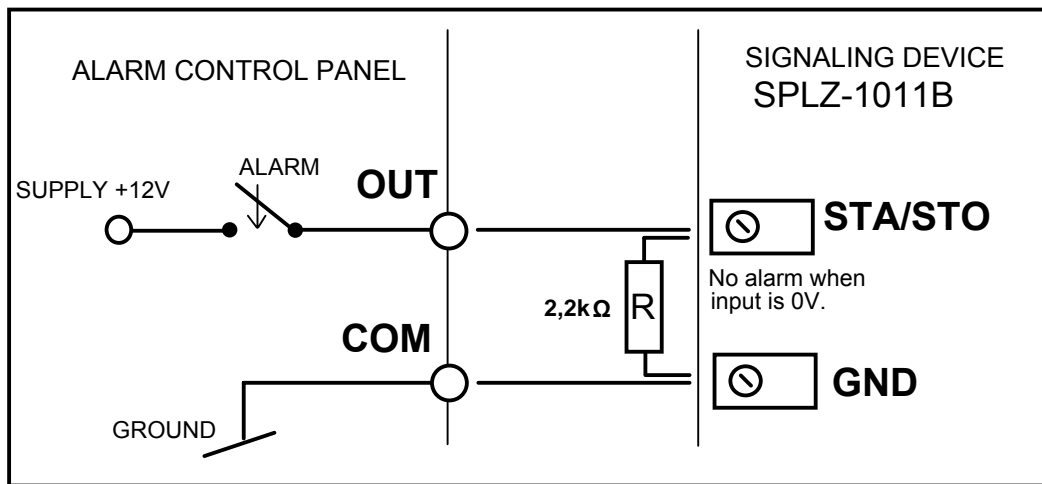 ALARM CONTROL PANEL
SIGNALING DEVICE
SPLZ-1011B
SUPPLY +12V
ALARM
OUT
STA/STO
No alarm when
input is 0V.
2,2kΩ
R
COM
GND
GROUND